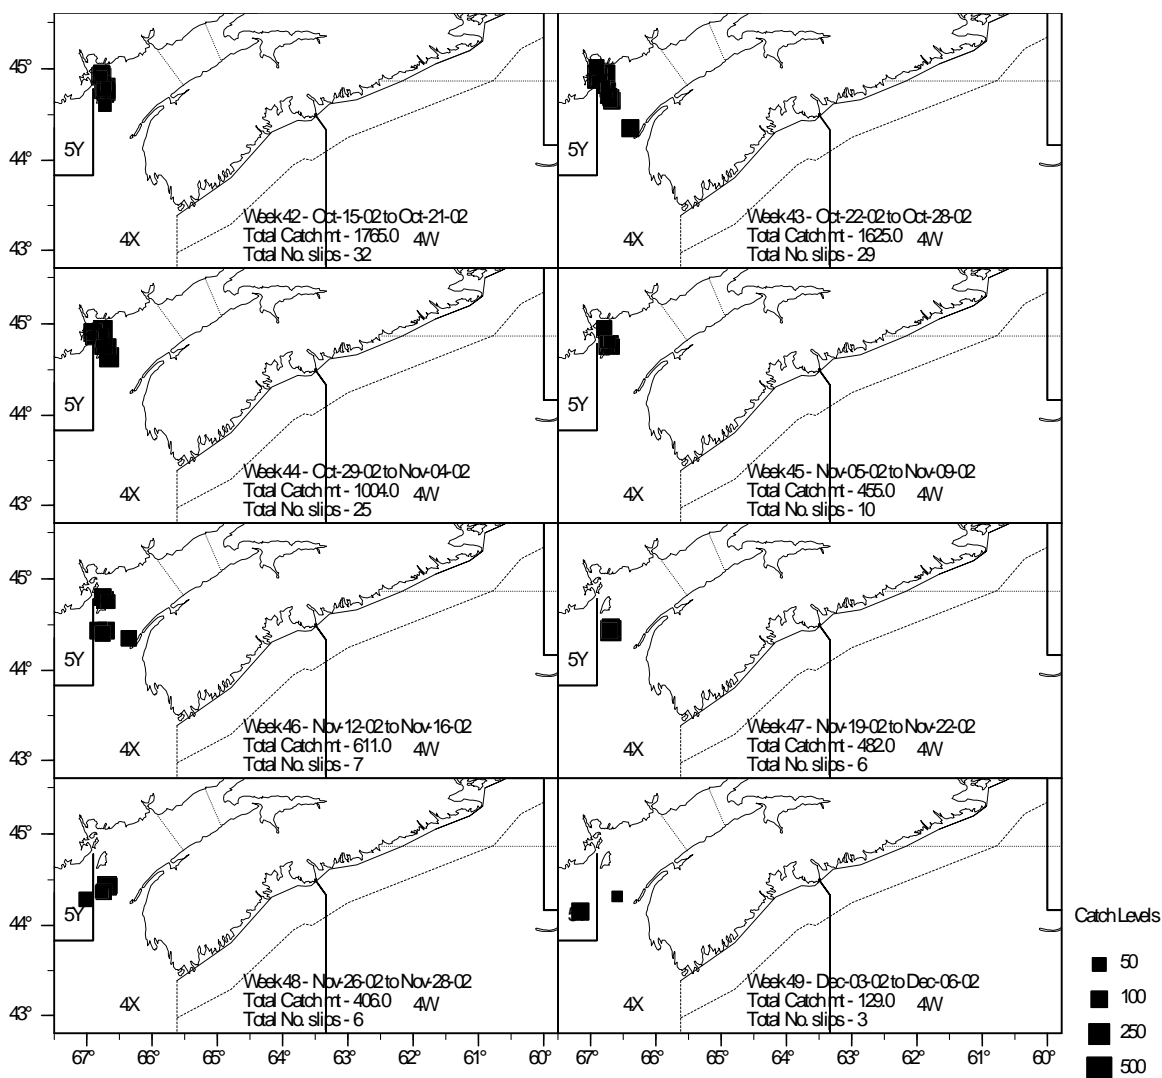 45°
44°
43°
5Y
4X
Week 42 - Oct-15-02 to Oct-21-02
Total Catch mt - 1765.0 4W
Total No. slips - 32
5Y
4X
Week 43 - Oct-22-02 to Oct-28-02
Total Catch mt - 1625.0 4W
Total No. slips - 29
45°
44°
43°
5Y
4X
Week 44 - Oct-29-02 to Nov-04-02
Total Catch mt - 1004.0 4W
Total No. slips - 25
5Y
4X
Week 45 - Nov-05-02 to Nov-09-02
Total Catch mt - 455.0 4W
Total No. slips - 10
45°
44°
43°
5Y
4X
Week 46 - Nov-12-02 to Nov-16-02
Total Catch mt - 611.0 4W
Total No. slips - 7
5Y
4X
Week 47 - Nov-19-02 to Nov-22-02
Total Catch mt - 482.0 4W
Total No. slips - 6
45°
44°
43°
5Y
4X
Week 48 - Nov-26-02 to Nov-28-02
Total Catch mt - 406.0 4W
Total No. slips - 6
4X
Week 49 - Dec-03-02 to Dec-06-02
Total Catch mt - 129.0 4W
Total No. slips - 3
67° 66° 65° 64° 63° 62° 61° 60°
67° 66° 65° 64° 63° 62° 61° 60°
Catch Levels
50
100
250
500